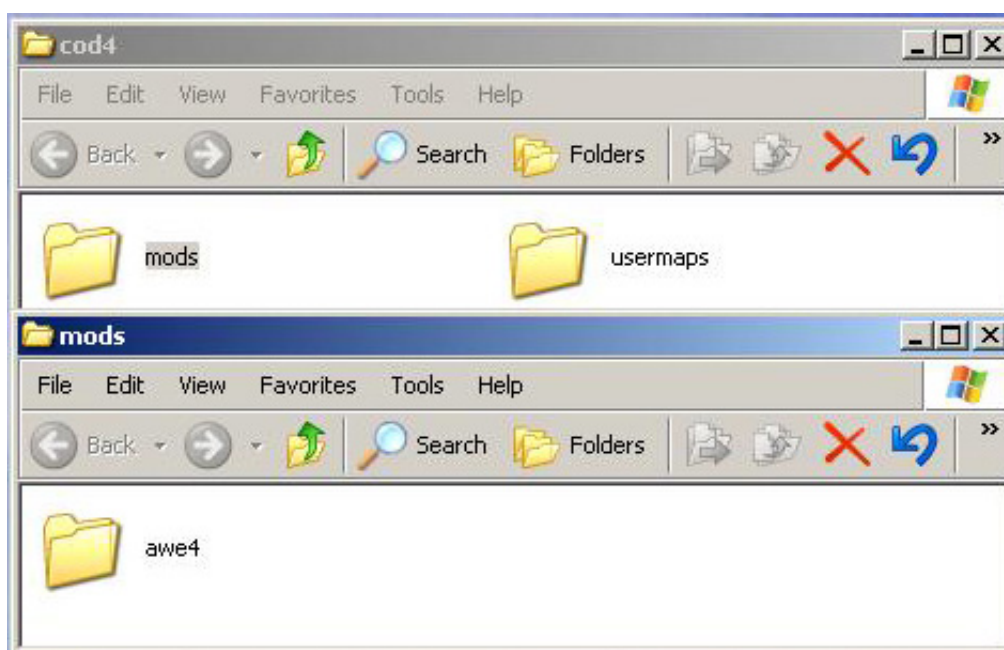 cod4
File Edit View Favorites Tools Help
Back Search Folders »
mods usermaps
mods
File Edit View Favorites Tools Help
Back Search Folders »
awe4